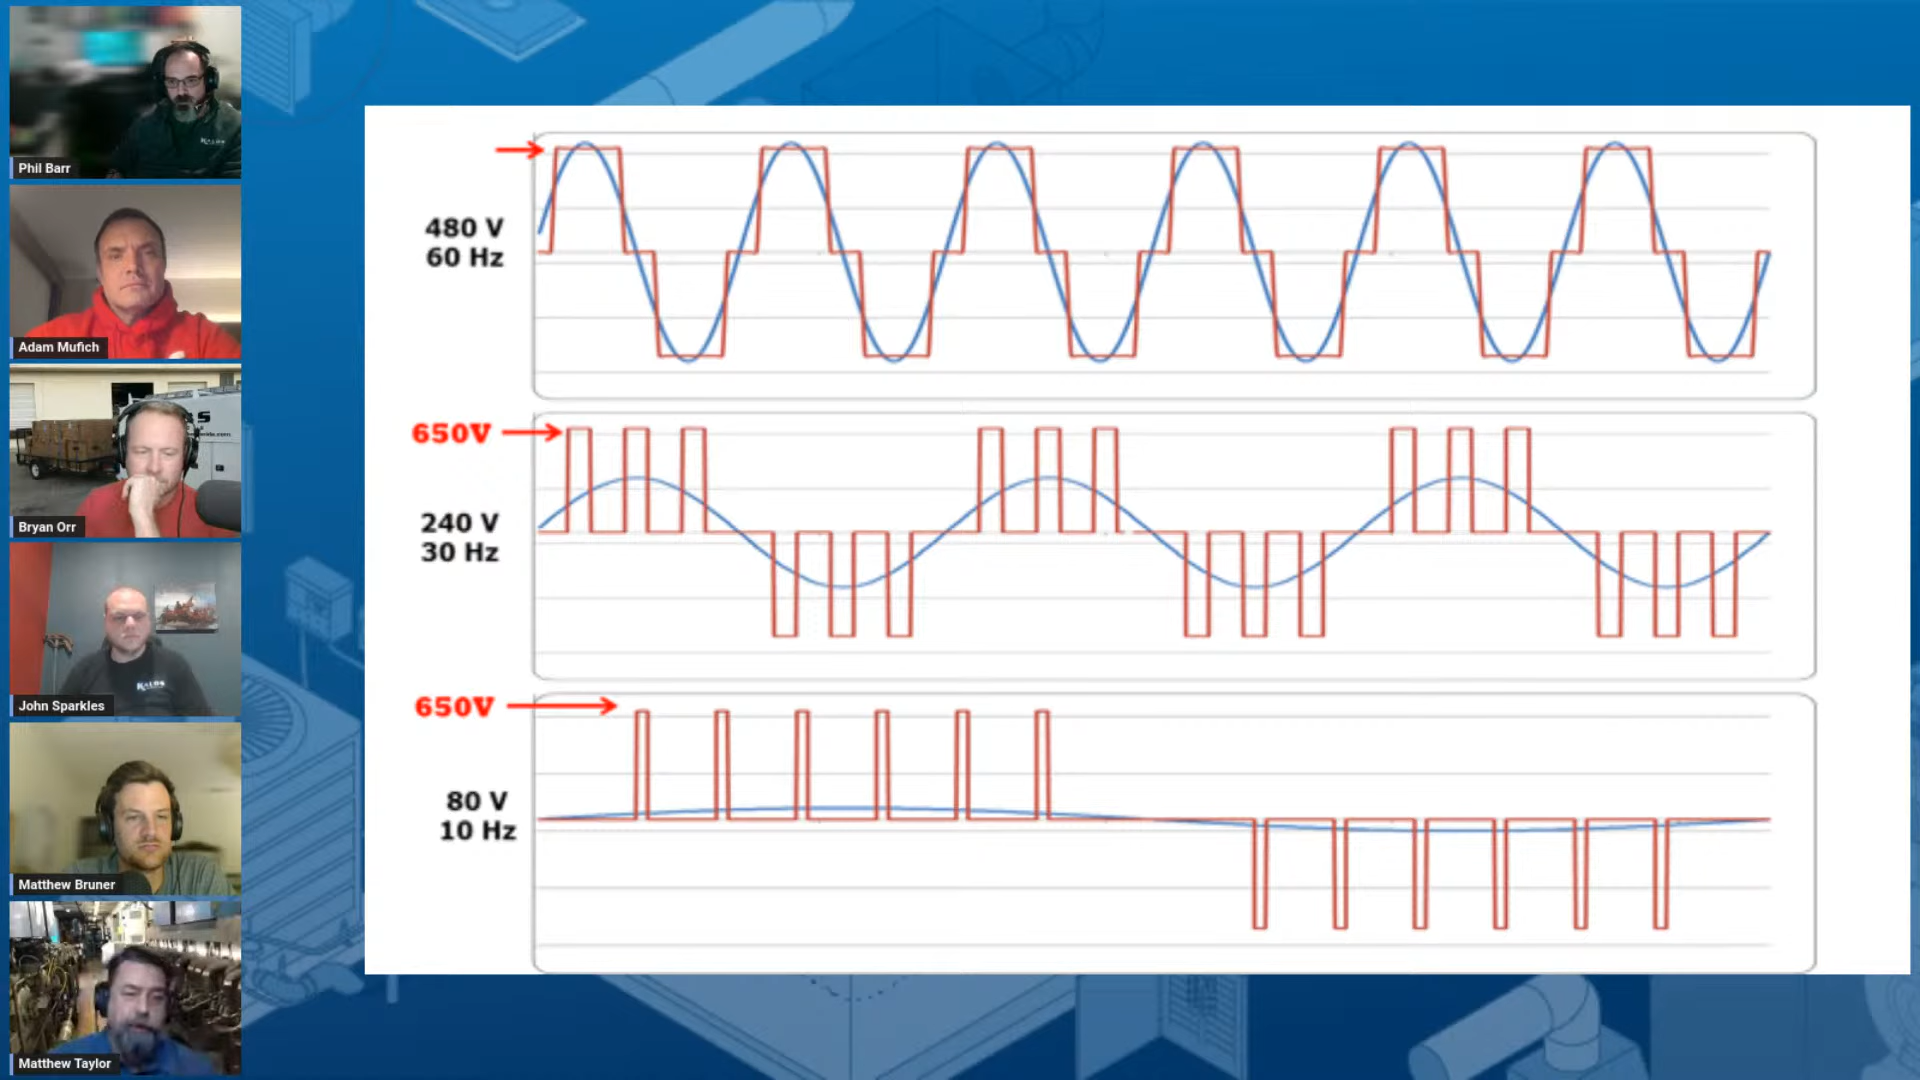 Phil Barr
Adam Mufich
Bryan Orr
John Sparkles
Matthew Bruner
Matthew Taylor
480 V
60 Hz
650V
240 V
30 Hz
650V
80 V
10 Hz
KALOS